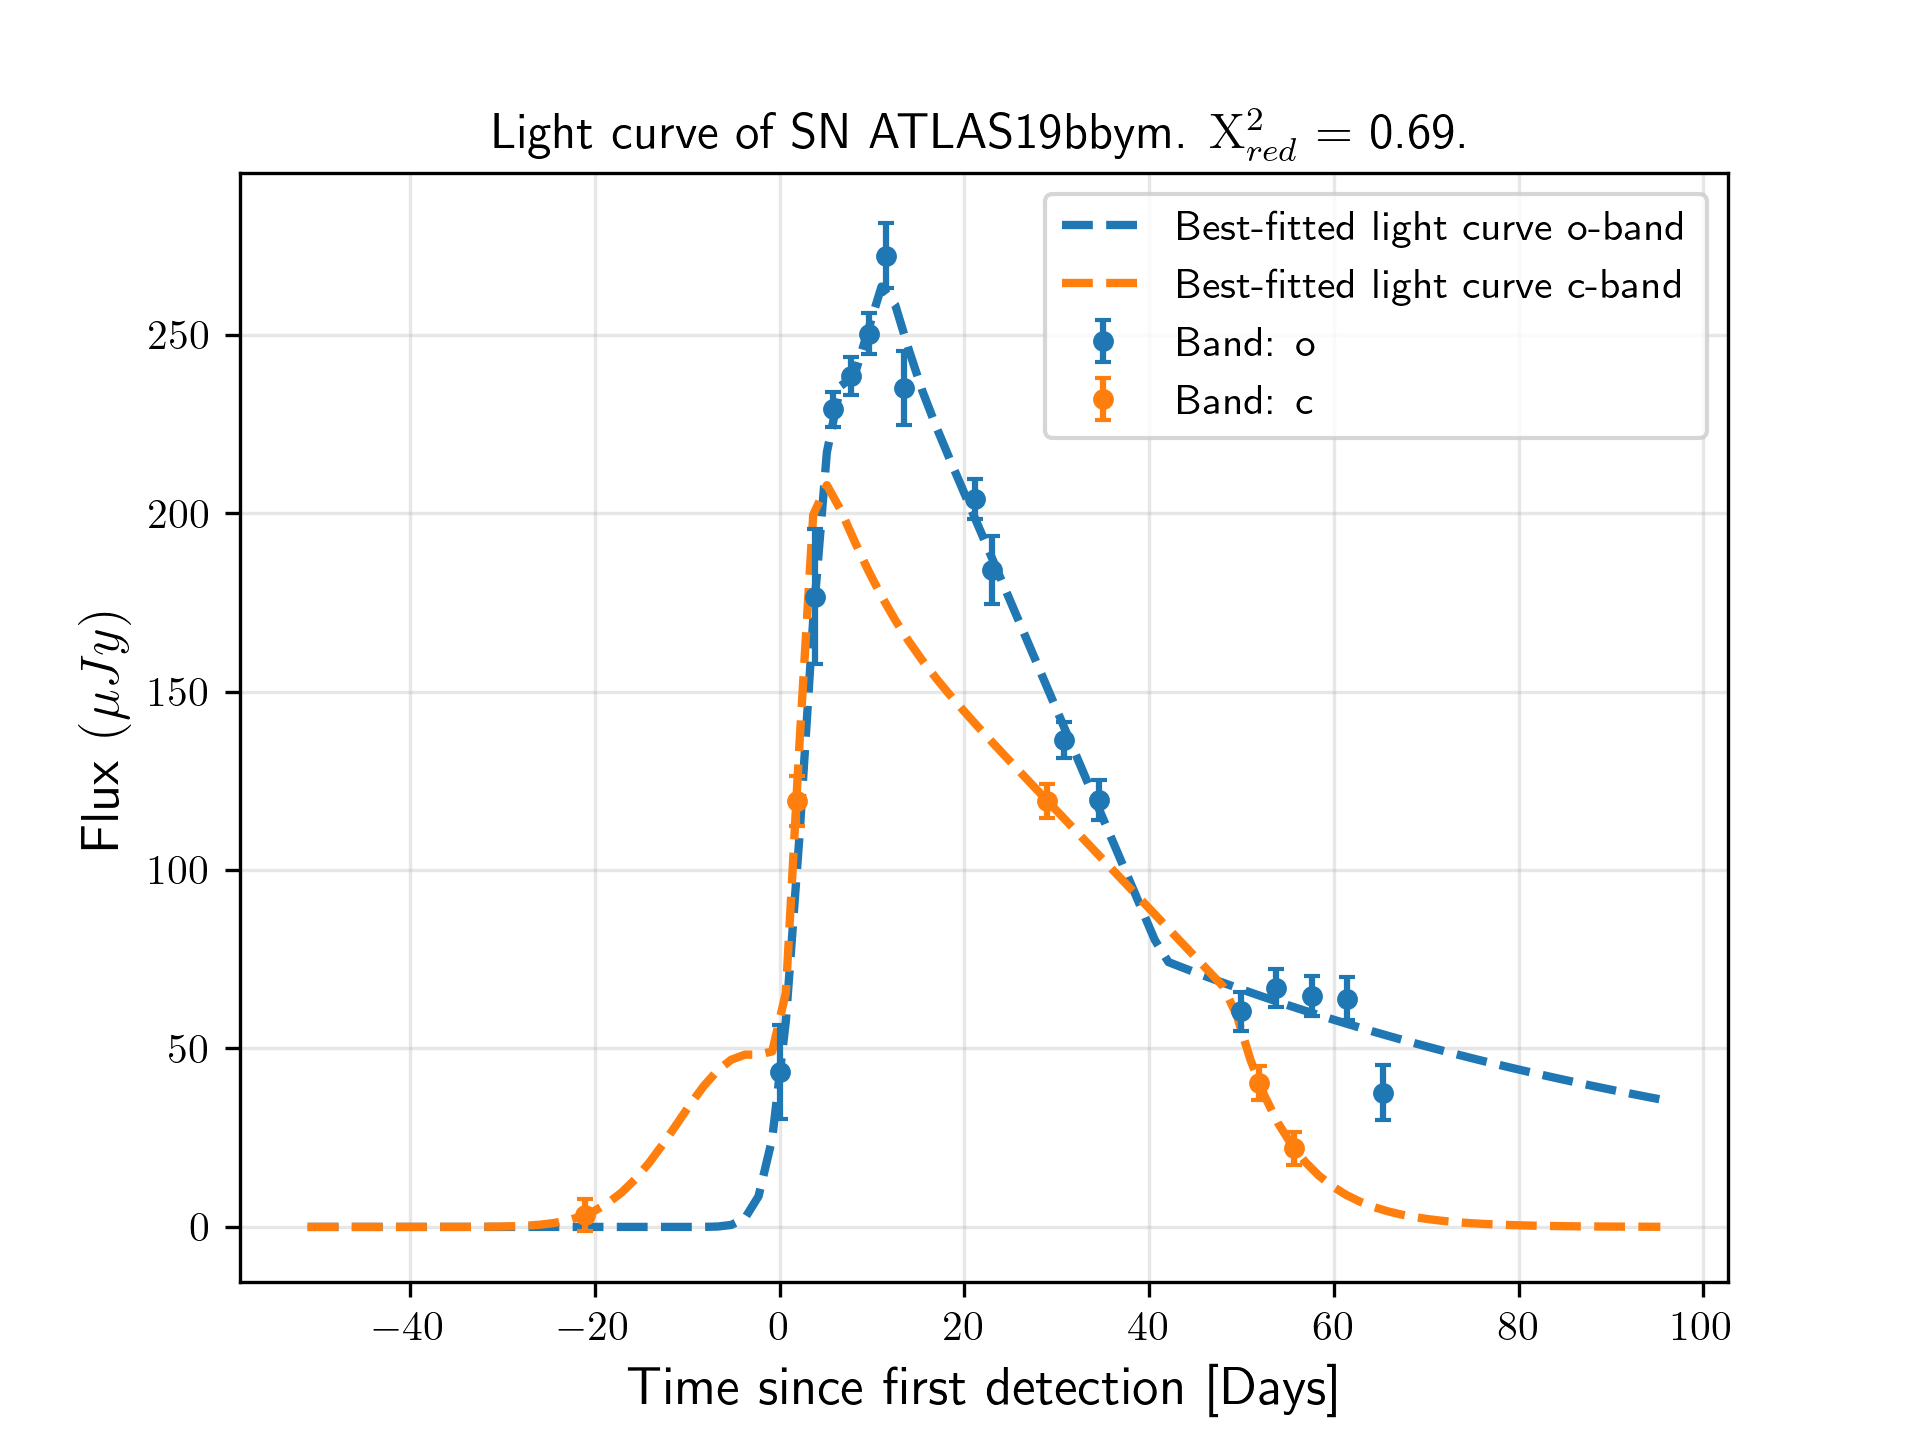 Light curve of SN ATLAS19bbym. X²_red = 0.69.
Best-fitted light curve o-band
Best-fitted light curve c-band
Band: o
Band: c
Flux (μJy)
250
200
150
100
50
0
−40 −20 0 20 40 60 80 100
Time since first detection [Days]